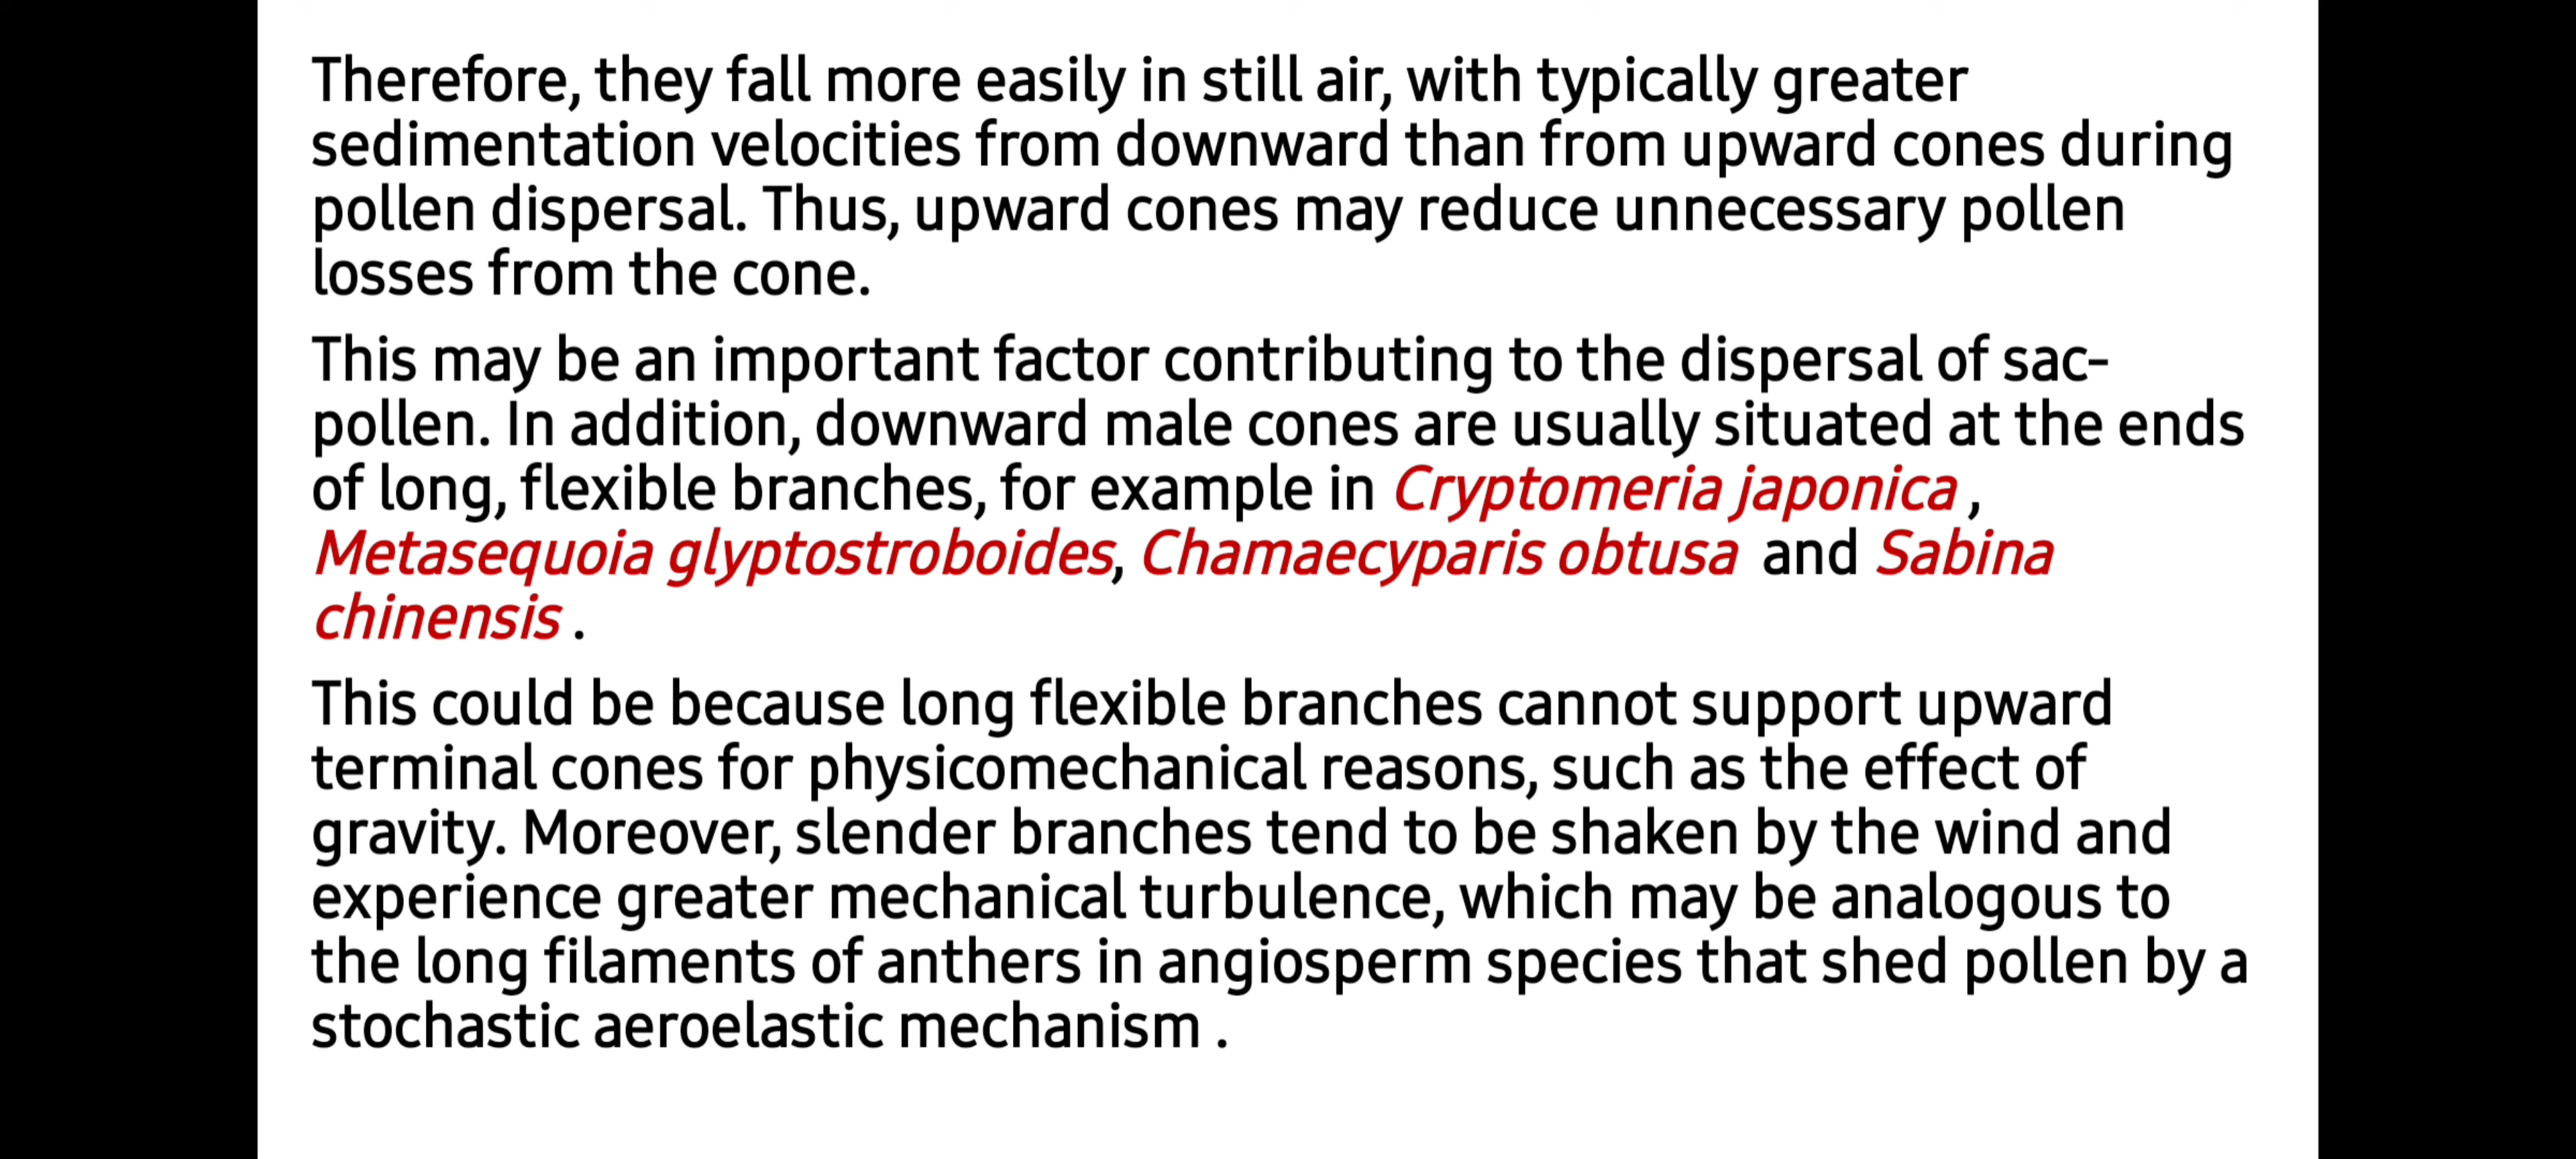 Therefore, they fall more easily in still air, with typically greater
sedimentation velocities from downward than from upward cones during
pollen dispersal. Thus, upward cones may reduce unnecessary pollen
losses from the cone.
This may be an important factor contributing to the dispersal of sac-
pollen. In addition, downward male cones are usually situated at the ends
of long, flexible branches, for example in Cryptomeria japonica ,
Metasequoia glyptostroboides, Chamaecyparis obtusa and Sabina
chinensis .
This could be because long flexible branches cannot support upward
terminal cones for physicomechanical reasons, such as the effect of
gravity. Moreover, slender branches tend to be shaken by the wind and
experience greater mechanical turbulence, which may be analogous to
the long filaments of anthers in angiosperm species that shed pollen by a
stochastic aeroelastic mechanism .